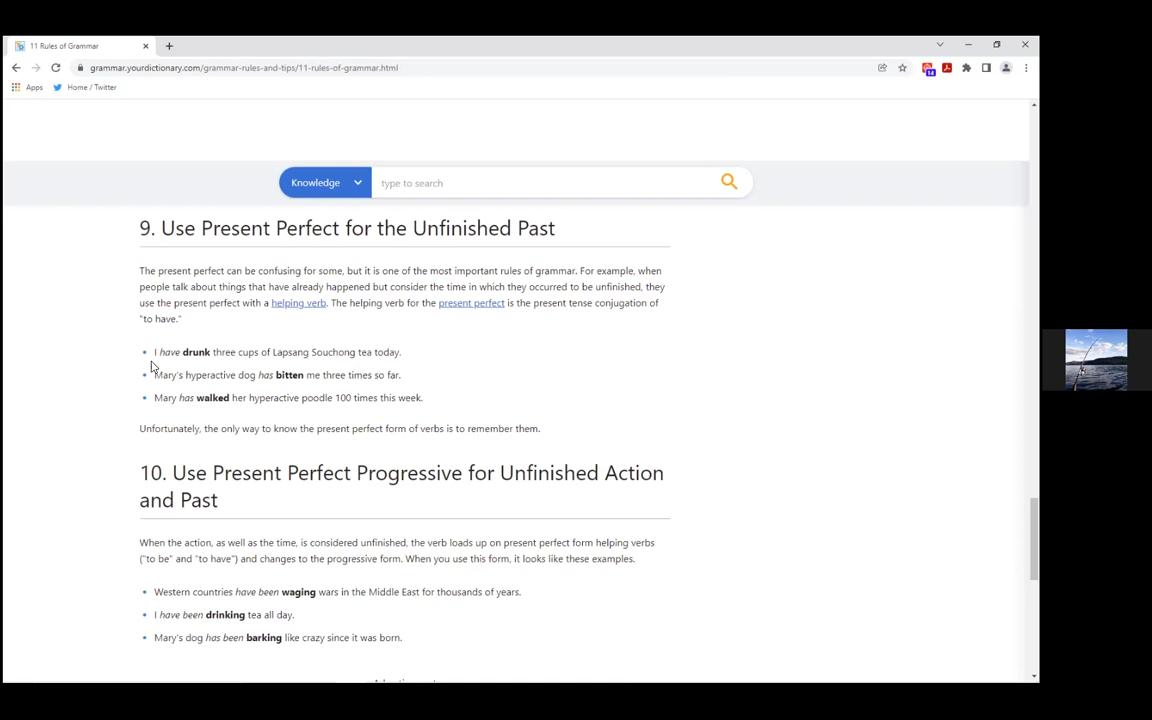 11 Rules of Grammar
grammar.yourdictionary.com/grammar-rules-and-tips/11-rules-of-grammar.html
14
Apps Home / Twitter
Knowledge type to search
9. Use Present Perfect for the Unfinished Past
The present perfect can be confusing for some, but it is one of the most important rules of grammar. For example, when
people talk about things that have already happened but consider the time in which they occurred to be unfinished, they
use the present perfect with a helping verb. The helping verb for the present perfect is the present tense conjugation of
"to have."
• I have drunk three cups of Lapsang Souchong tea today.
• Mary's hyperactive dog has bitten me three times so far.
• Mary has walked her hyperactive poodle 100 times this week.
Unfortunately, the only way to know the present perfect form of verbs is to remember them.
10. Use Present Perfect Progressive for Unfinished Action
and Past
When the action, as well as the time, is considered unfinished, the verb loads up on present perfect form helping verbs
("to be" and "to have") and changes to the progressive form. When you use this form, it looks like these examples.
• Western countries have been waging wars in the Middle East for thousands of years.
• I have been drinking tea all day.
• Mary's dog has been barking like crazy since it was born.